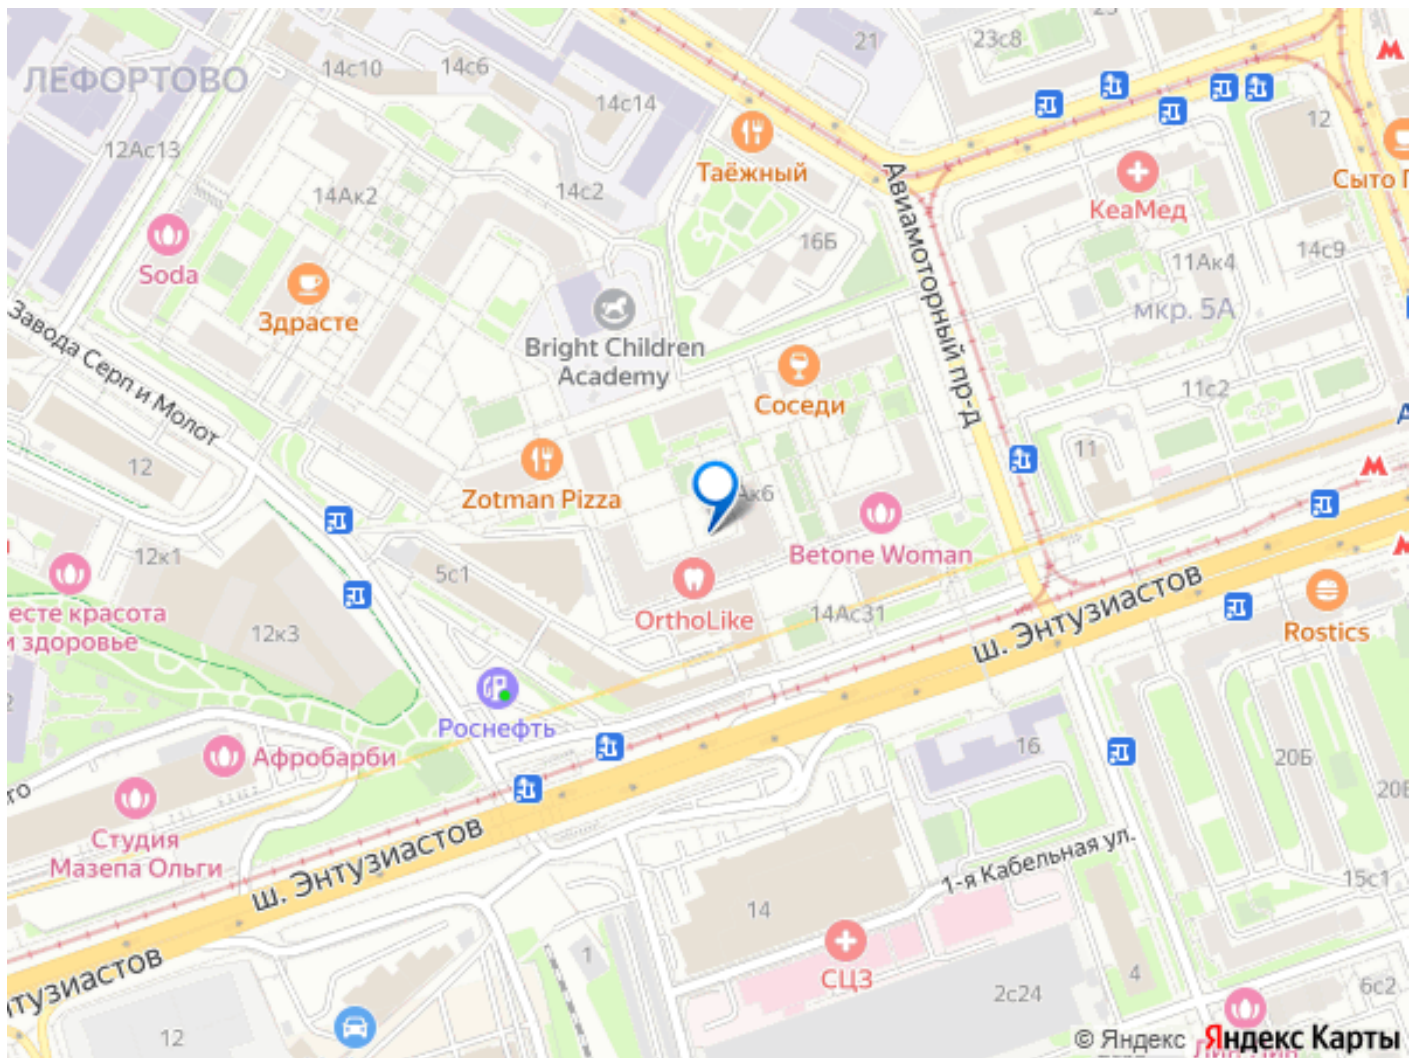 21
23с8
ЛЕФОРТОВО
14с10
14с6
14с14
12
12Ас13
Таёжный
Сыто
КеаМед
14Ак2
14с2
Авиамоторный пр-д
16Б
14с9
11Ак4
Soda
мкр. 5А
Здрасте
Завода Серп и Молот
Bright Children
Academy
11с2
Соседи
11
12
Zotman Pizza
Ак6
Betone Woman
12к1
5с1
есте красота
и здоровье
12к3
OrthoLike
14Ас31
ш. Энтузиастов
Rostics
Роснефть
16
Афробарби
20Б
20Б
Студия
Мазепа Ольги
ш. Энтузиастов
1-я Кабельная ул.
15с1
14
1
СЦЗ
4
2с24
6с2
нтузиастов
12
© Яндекс Яндекс Карты